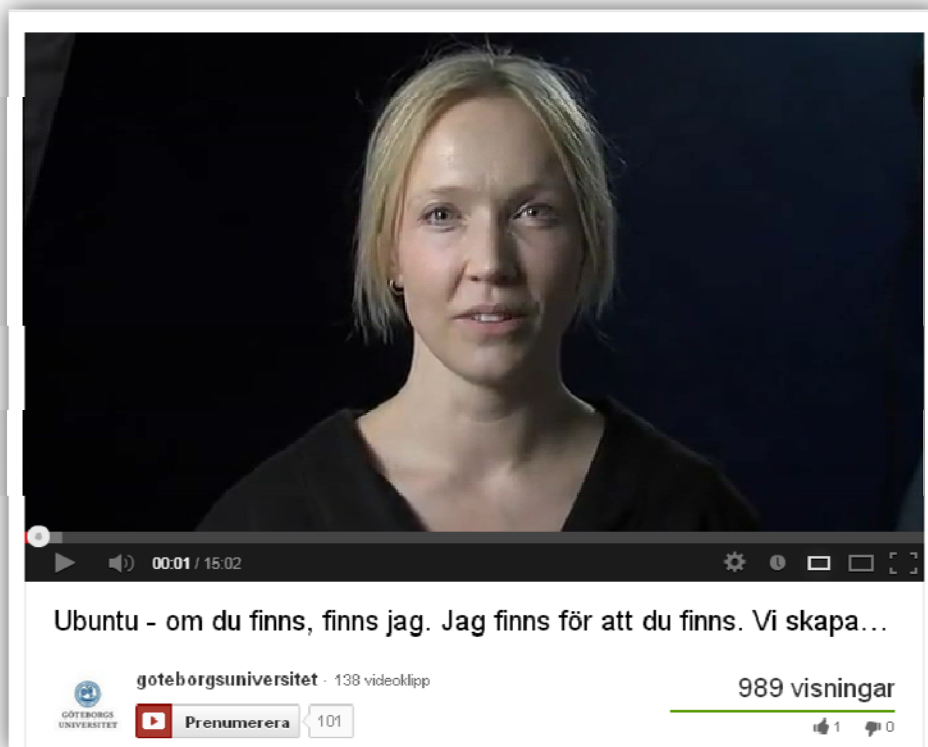 00:01 / 15:02
Ubuntu - om du finns, finns jag. Jag finns för att du finns. Vi skapa...
goteborgsuniversitet · 138 videoklipp
GÖTEBORGS
UNIVERSITET
Prenumerera 101
989 visningar
1 0